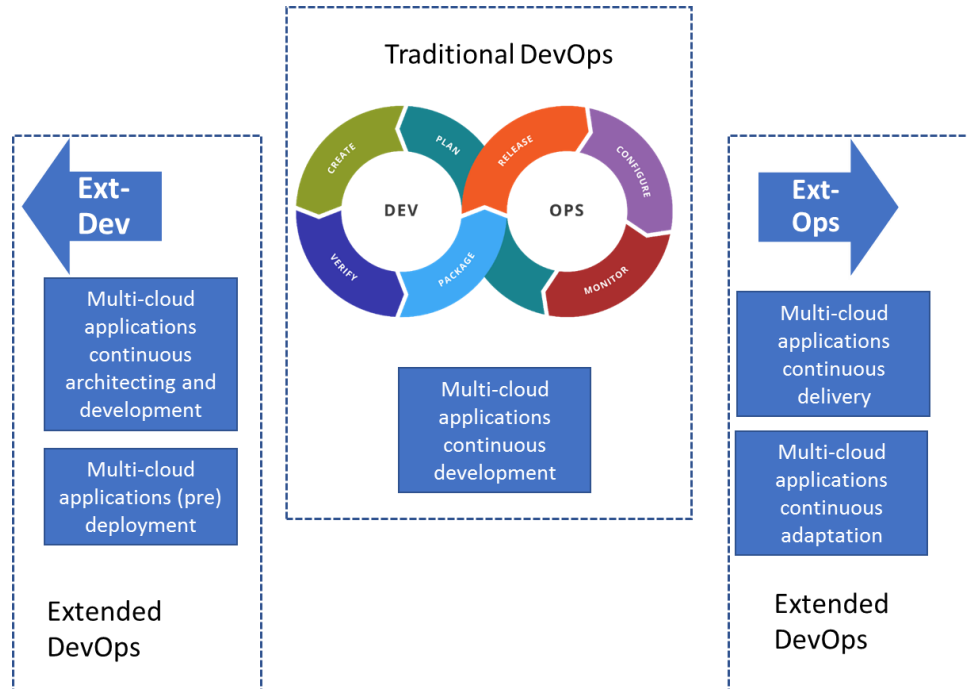 Traditional DevOps
CREATE
PLAN
RELEASE
CONFIGURE
DEV
OPS
VERIFY
PACKAGE
MONITOR
Ext-
Dev
Multi-cloud
applications
continuous
architecting and
development
Multi-cloud
applications (pre)
deployment
Extended
DevOps
Multi-cloud
applications
continuous
development
Ext-
Ops
Multi-cloud
applications
continuous
delivery
Multi-cloud
applications
continuous
adaptation
Extended
DevOps